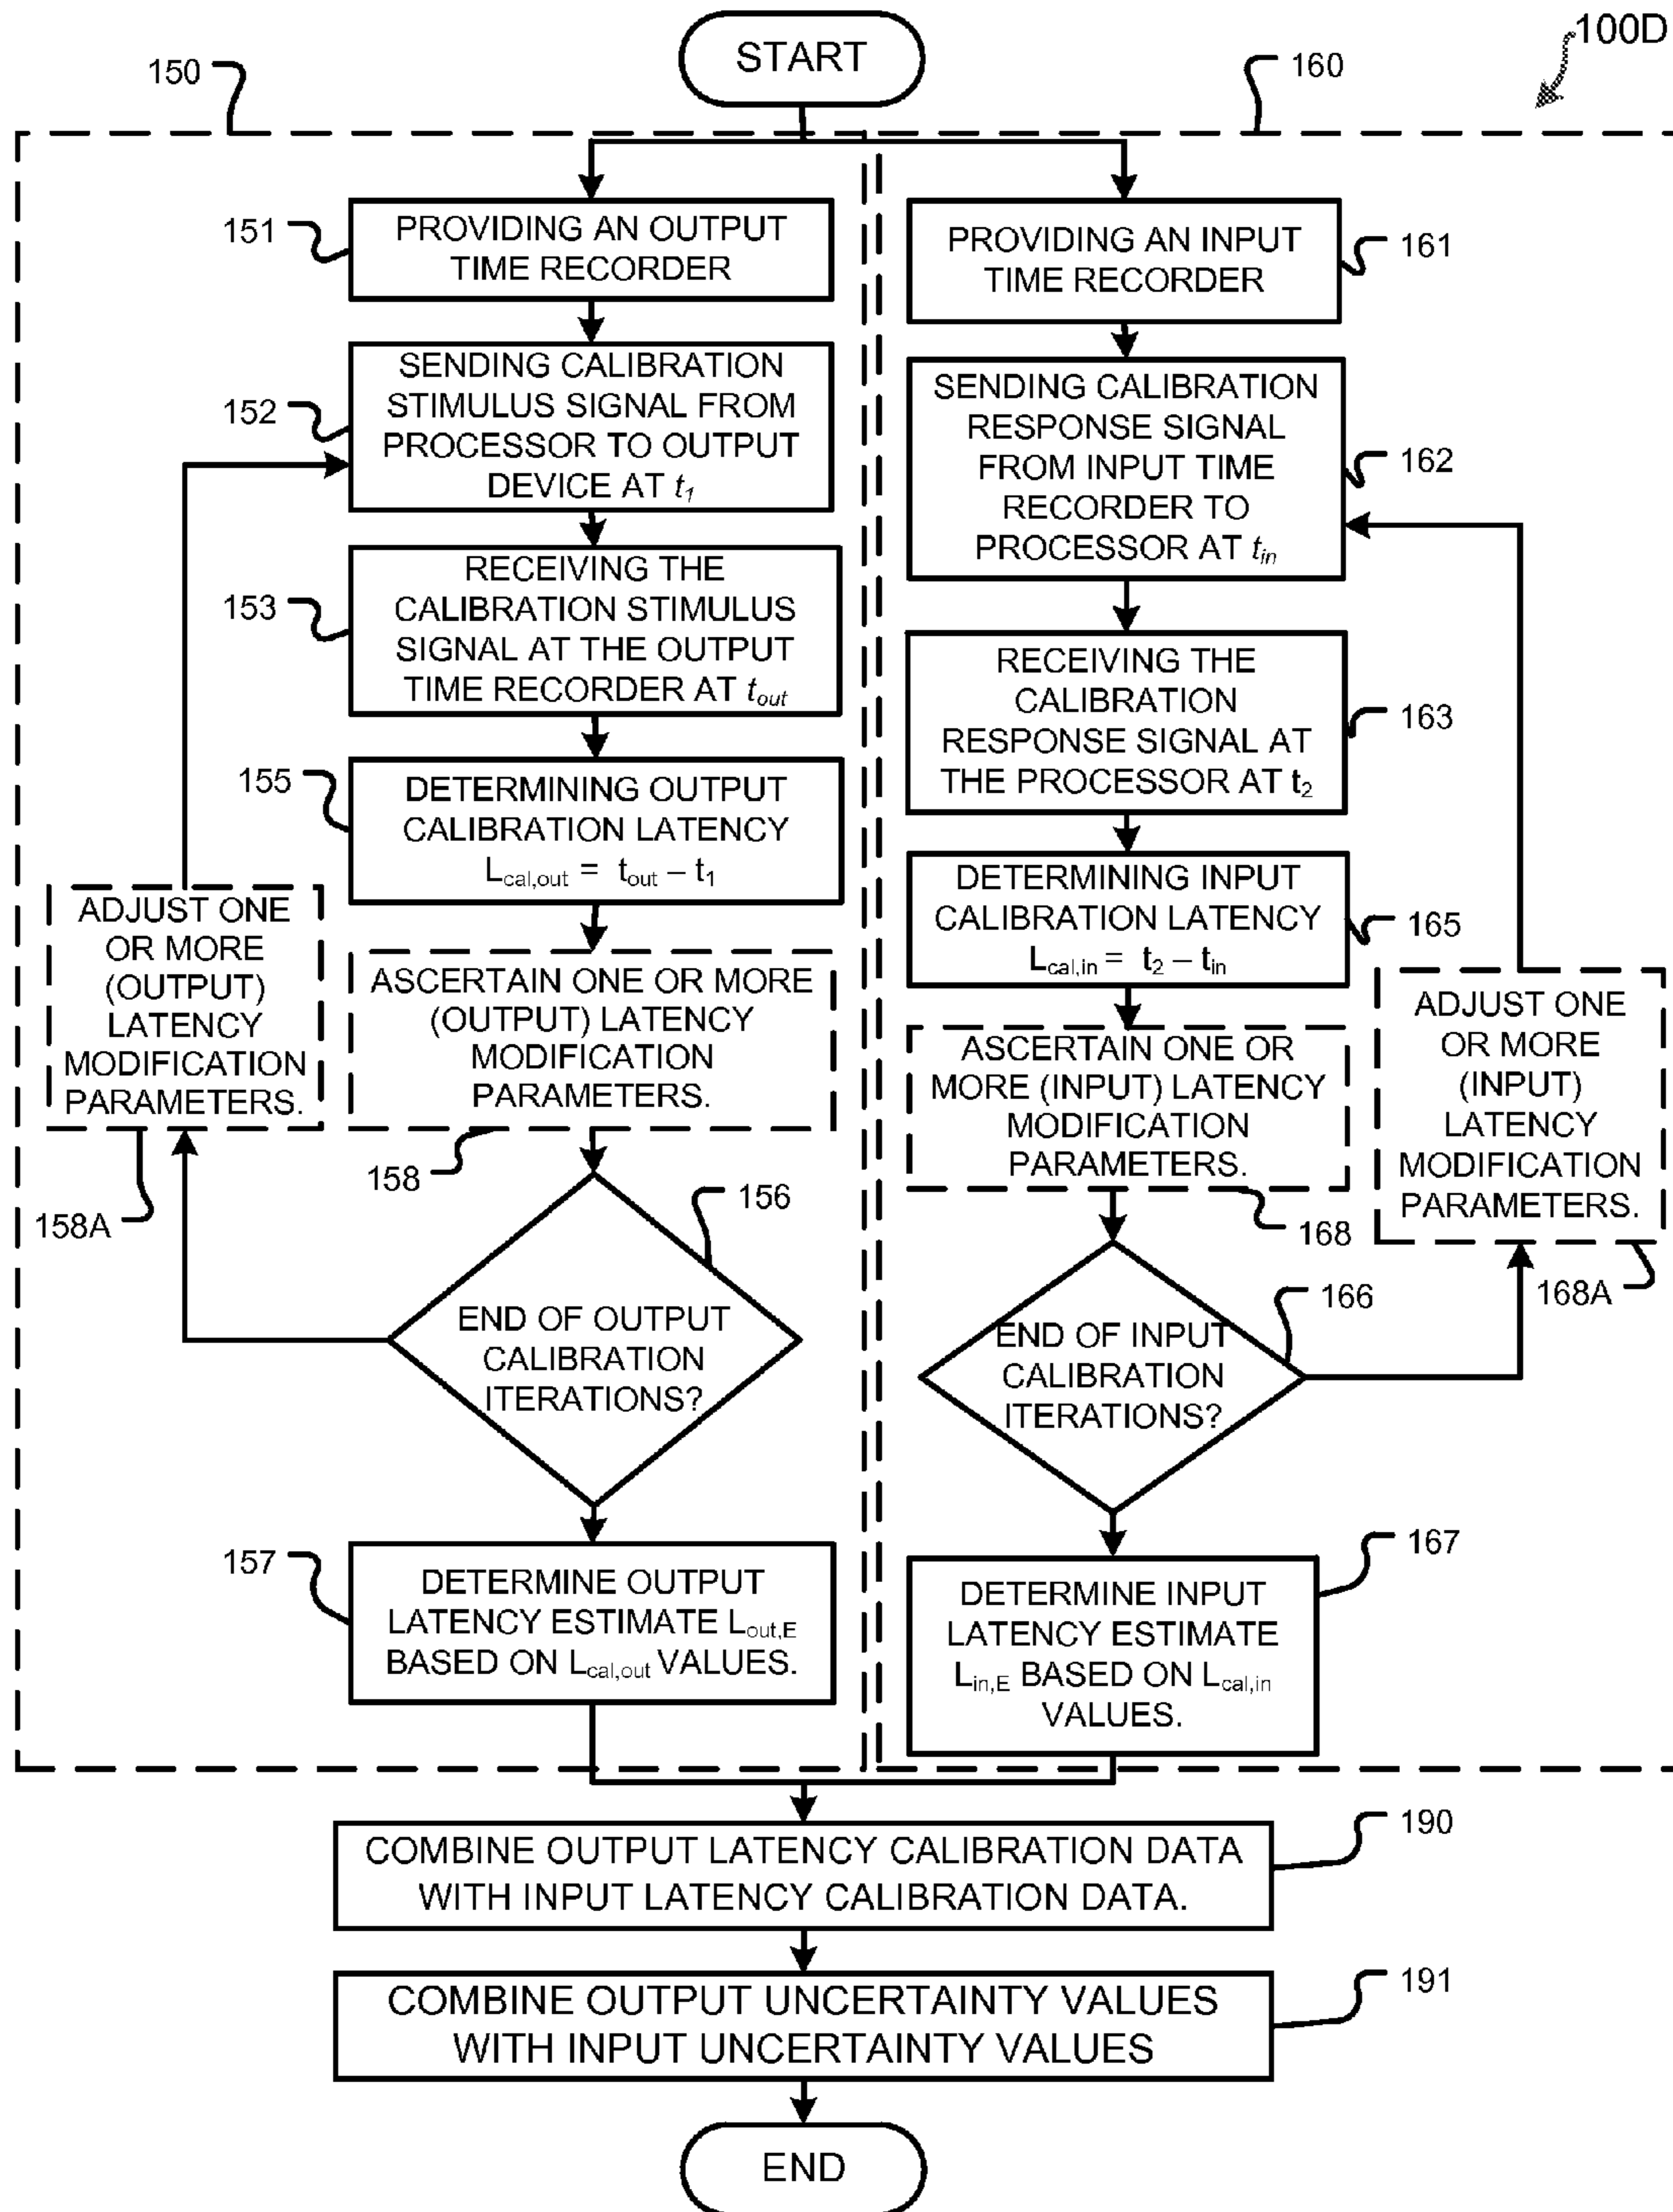 START
100D
150
160
151
PROVIDING AN OUTPUT
TIME RECORDER
152
SENDING CALIBRATION
STIMULUS SIGNAL FROM
PROCESSOR TO OUTPUT
DEVICE AT t1
153
RECEIVING THE
CALIBRATION STIMULUS
SIGNAL AT THE OUTPUT
TIME RECORDER AT tout
155
DETERMINING OUTPUT
CALIBRATION LATENCY
Lcal,out = tout – t1
ADJUST ONE
OR MORE
(OUTPUT)
LATENCY
MODIFICATION
PARAMETERS.
158A
ASCERTAIN ONE OR MORE
(OUTPUT) LATENCY
MODIFICATION
PARAMETERS.
158
156
END OF OUTPUT
CALIBRATION
ITERATIONS?
157
DETERMINE OUTPUT
LATENCY ESTIMATE Lout,E
BASED ON Lcal,out VALUES.
PROVIDING AN INPUT
TIME RECORDER
161
SENDING CALIBRATION
RESPONSE SIGNAL
FROM INPUT TIME
RECORDER TO
PROCESSOR AT tin
162
RECEIVING THE
CALIBRATION
RESPONSE SIGNAL AT
THE PROCESSOR AT t2
163
DETERMINING INPUT
CALIBRATION LATENCY
Lcal,in = t2 – tin
165
ASCERTAIN ONE OR
MORE (INPUT) LATENCY
MODIFICATION
PARAMETERS.
168
ADJUST ONE
OR MORE
(INPUT)
LATENCY
MODIFICATION
PARAMETERS.
168A
166
END OF INPUT
CALIBRATION
ITERATIONS?
167
DETERMINE INPUT
LATENCY ESTIMATE
Lin,E BASED ON Lcal,in
VALUES.
COMBINE OUTPUT LATENCY CALIBRATION DATA
WITH INPUT LATENCY CALIBRATION DATA.
190
COMBINE OUTPUT UNCERTAINTY VALUES
WITH INPUT UNCERTAINTY VALUES
191
END